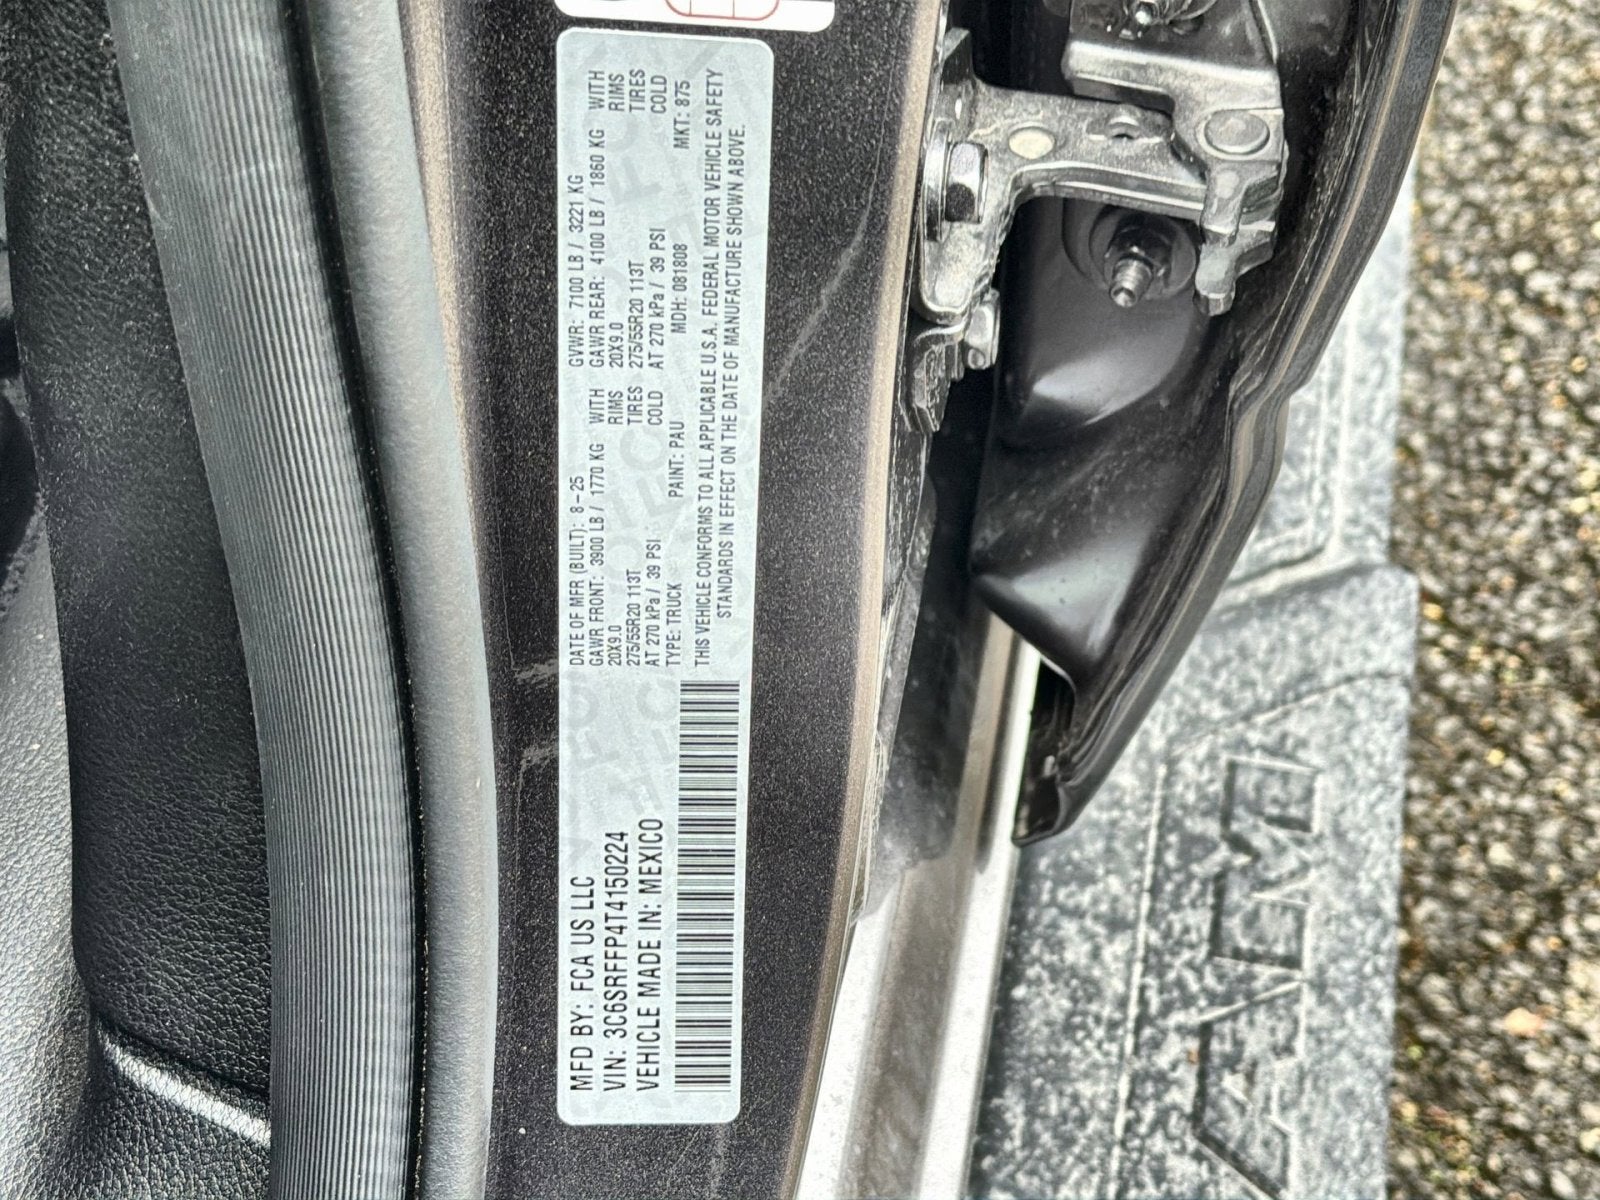 MFD BY: FCA US LLC
VIN: 3C6SRFFP4T4150224
VEHICLE MADE IN: MEXICO
DATE OF MFR (BUILT): 8-25 GVWR: 7100 LB / 3221 KG
GAWR FRONT: 3900 LB / 1770 KG WITH GAWR REAR: 4100 LB / 1860 KG WITH
20X9.0 RIMS 20X9.0 RIMS
275/55R20 113T TIRES 275/55R20 113T TIRES
AT 270 kPa / 39 PSI COLD AT 270 kPa / 39 PSI COLD
TYPE: TRUCK PAINT: PAU MDH: 081808 MKT: 875
THIS VEHICLE CONFORMS TO ALL APPLICABLE U.S.A. FEDERAL MOTOR VEHICLE SAFETY
STANDARDS IN EFFECT ON THE DATE OF MANUFACTURE SHOWN ABOVE.
RAM